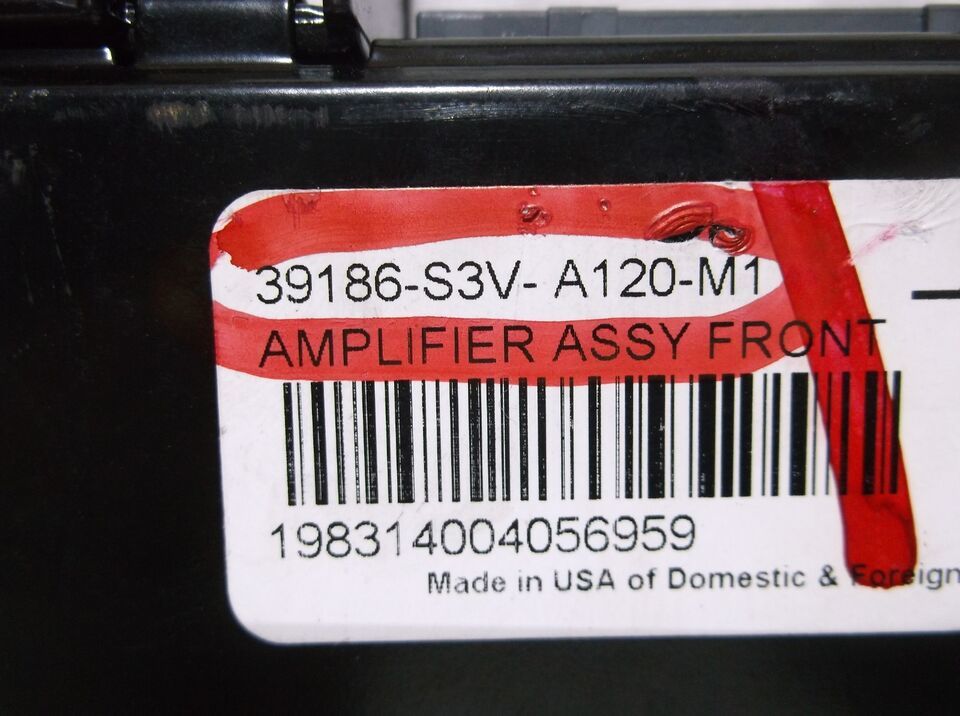 39186-S3V- A120-M1
AMPLIFIER ASSY FRONT
198314004056959
Made in USA of Domestic & Foreign